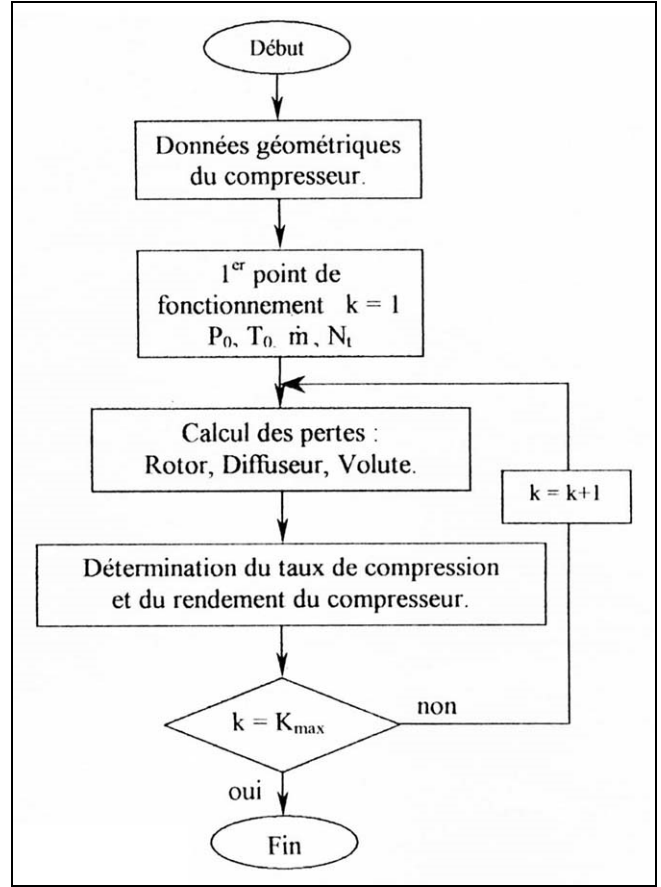 Début
Données géométriques
du compresseur.
1er point de
fonctionnement k = 1
P0, T0, ṁ, Nt
Calcul des pertes :
Rotor, Diffuseur, Volute.
k = k+1
Détermination du taux de compression
et du rendement du compresseur.
k = Kmax
non
oui
Fin